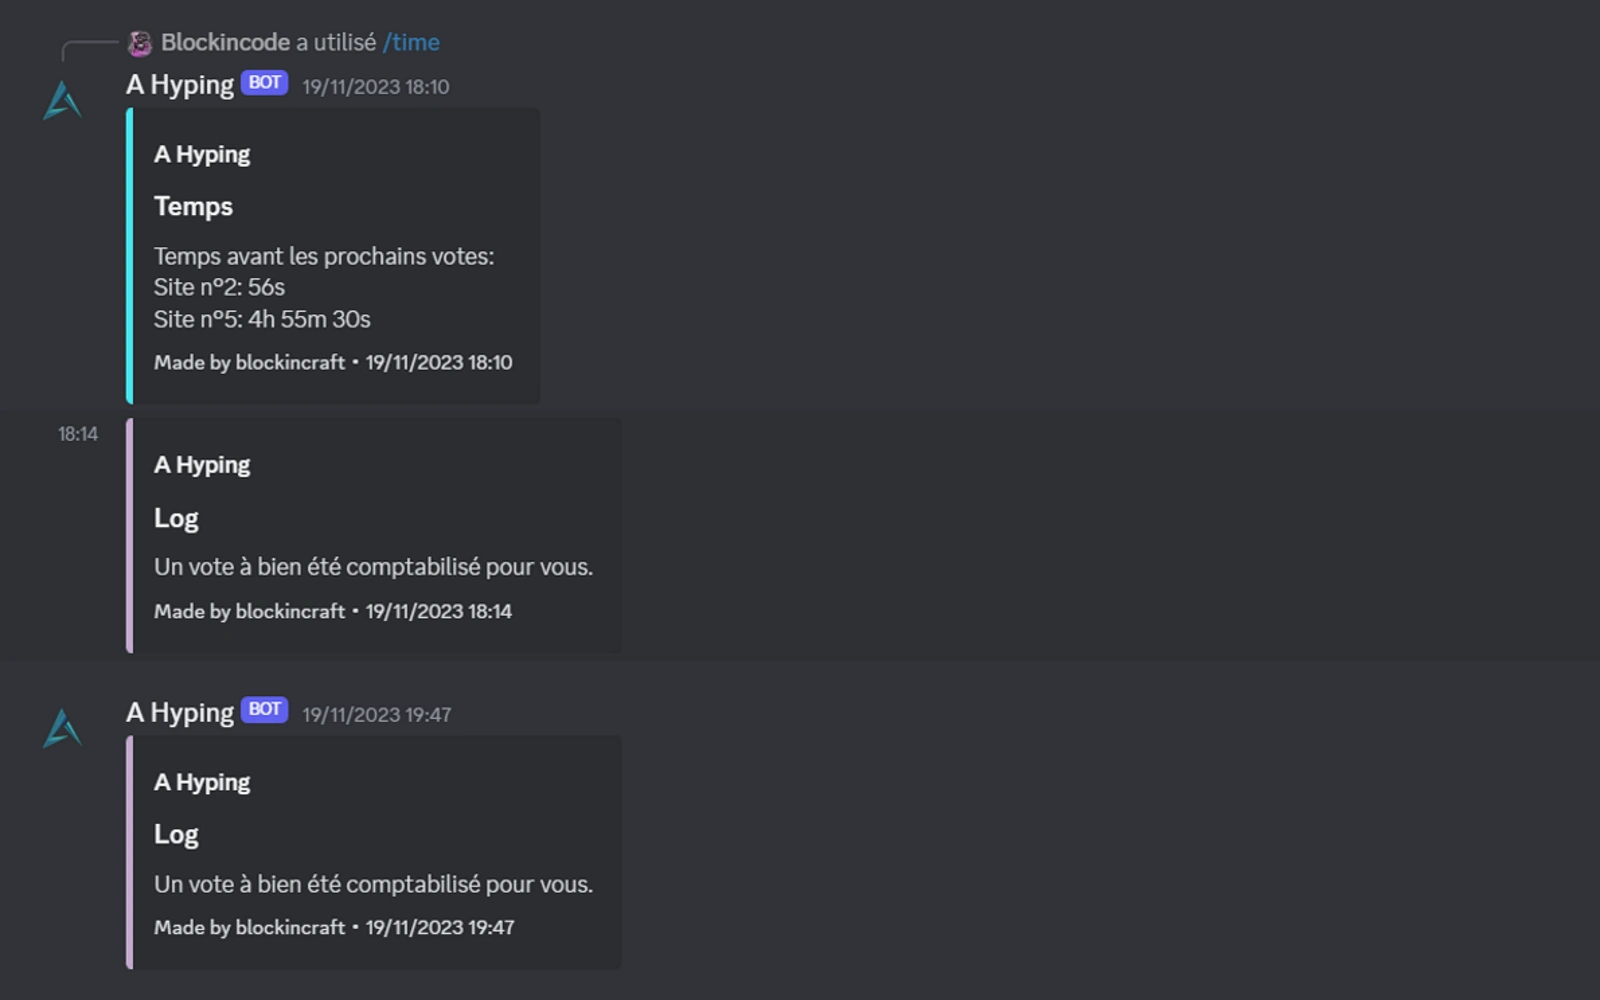 Blockincode a utilisé /time
A Hyping BOT 19/11/2023 18:10
A Hyping
Temps
Temps avant les prochains votes:
Site n°2: 56s
Site n°5: 4h 55m 30s
Made by blockincraft • 19/11/2023 18:10
18:14
A Hyping
Log
Un vote à bien été comptabilisé pour vous.
Made by blockincraft • 19/11/2023 18:14
A Hyping BOT 19/11/2023 19:47
A Hyping
Log
Un vote à bien été comptabilisé pour vous.
Made by blockincraft • 19/11/2023 19:47